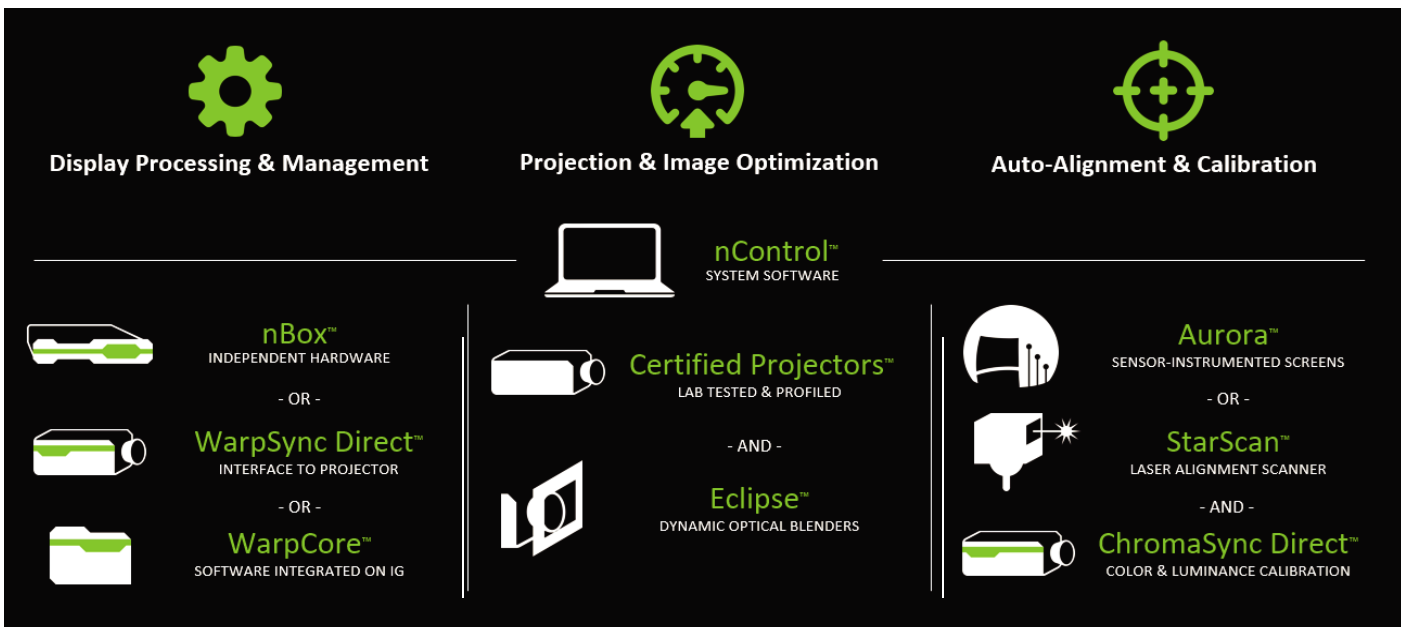 Display Processing & Management
Projection & Image Optimization
Auto-Alignment & Calibration
nControl™
SYSTEM SOFTWARE
nBox™
INDEPENDENT HARDWARE
- OR -
WarpSync Direct™
INTERFACE TO PROJECTOR
- OR -
WarpCore™
SOFTWARE INTEGRATED ON IG
Certified Projectors™
LAB TESTED & PROFILED
- AND -
Eclipse™
DYNAMIC OPTICAL BLENDERS
Aurora™
SENSOR-INSTRUMENTED SCREENS
- OR -
StarScan™
LASER ALIGNMENT SCANNER
- AND -
ChromaSync Direct™
COLOR & LUMINANCE CALIBRATION